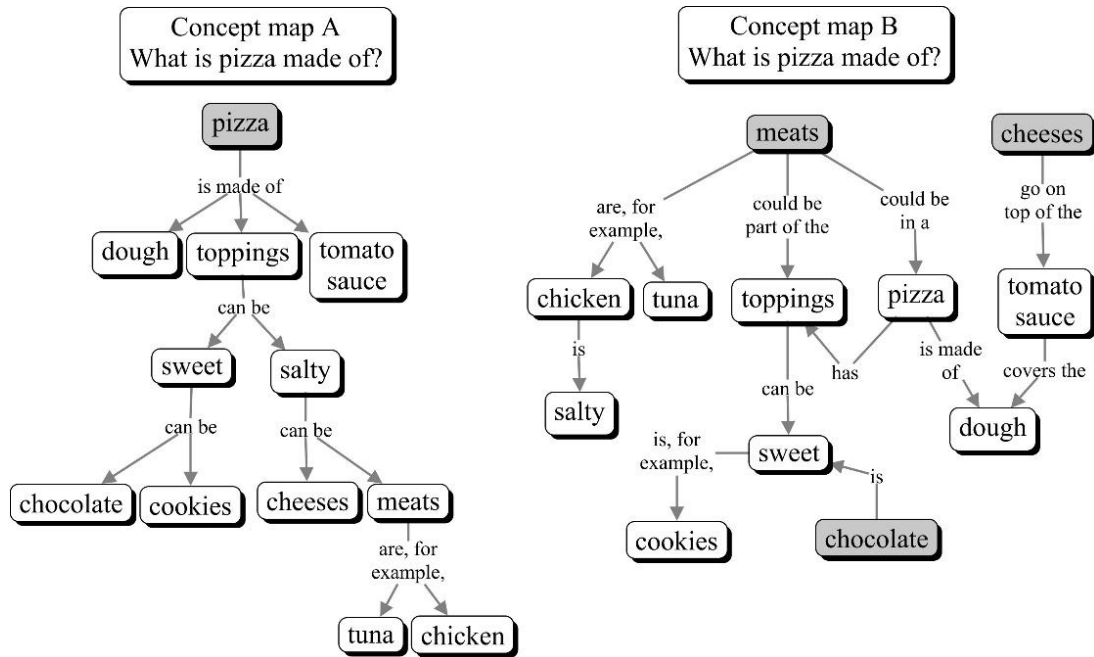 Concept map A
What is pizza made of?
pizza
is made of
dough
toppings
tomato
sauce
can be
sweet
salty
can be
can be
chocolate
cookies
cheeses
meats
are, for
example,
tuna
chicken
Concept map B
What is pizza made of?
meats
cheeses
are, for
example,
could be
part of the
could be
in a
go on
top of the
chicken
tuna
toppings
pizza
tomato
sauce
is
can be
has
is made
of
covers the
salty
dough
is, for
example,
sweet
is
cookies
chocolate